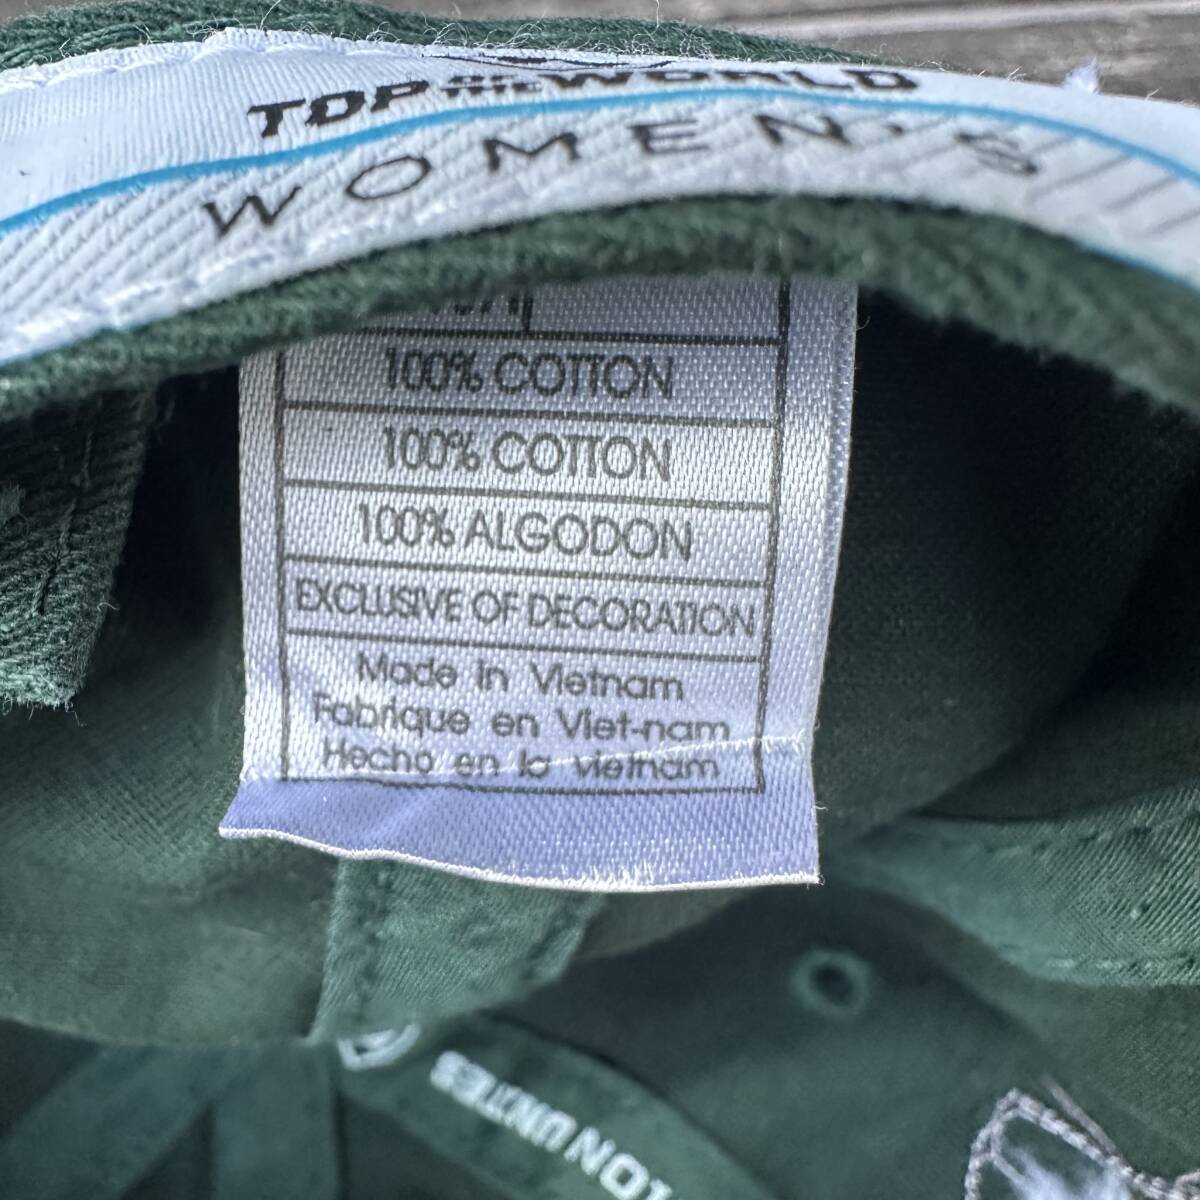 TOP OF THE WORLD
WOMEN'S
100% COTTON
100% COTTON
100% ALGODON
EXCLUSIVE OF DECORATION
Made in Vietnam
Fabrique en Viet-nam
Hecho en la vietnam